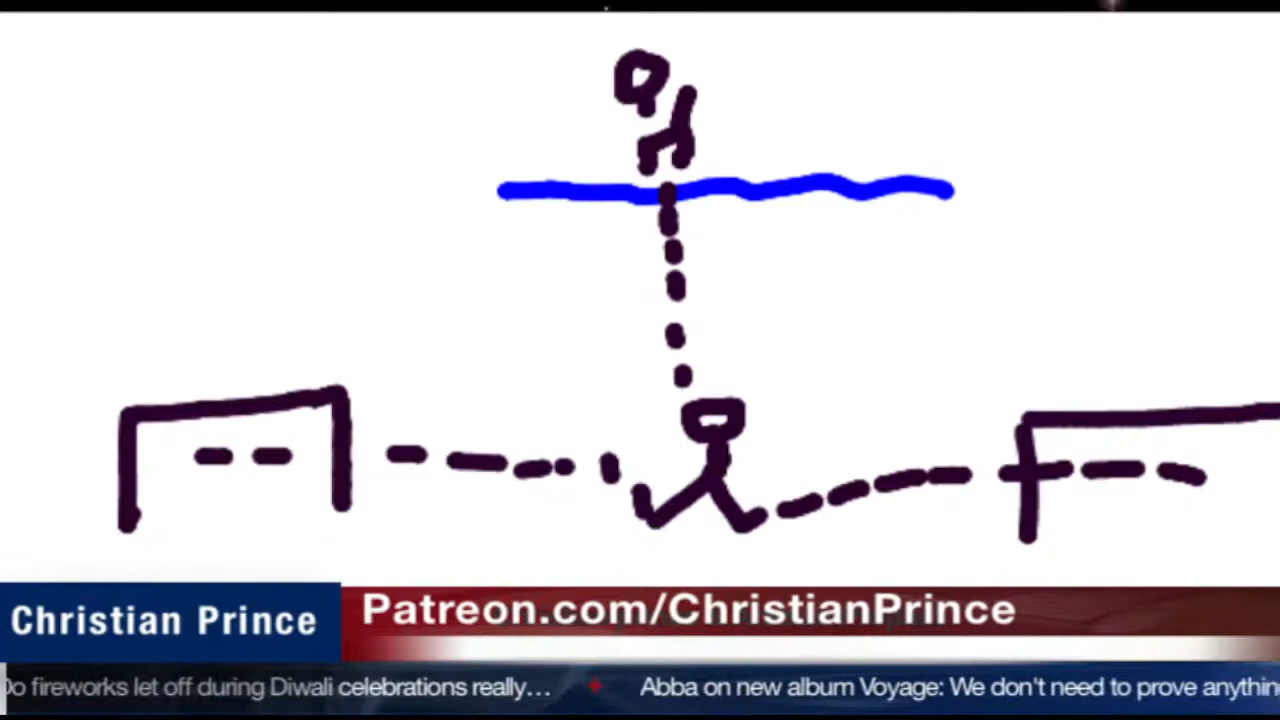 Christian Prince
Patreon.com/ChristianPrince
Do fireworks let off during Diwali celebrations really… Abba on new album Voyage: We don't need to prove anythin